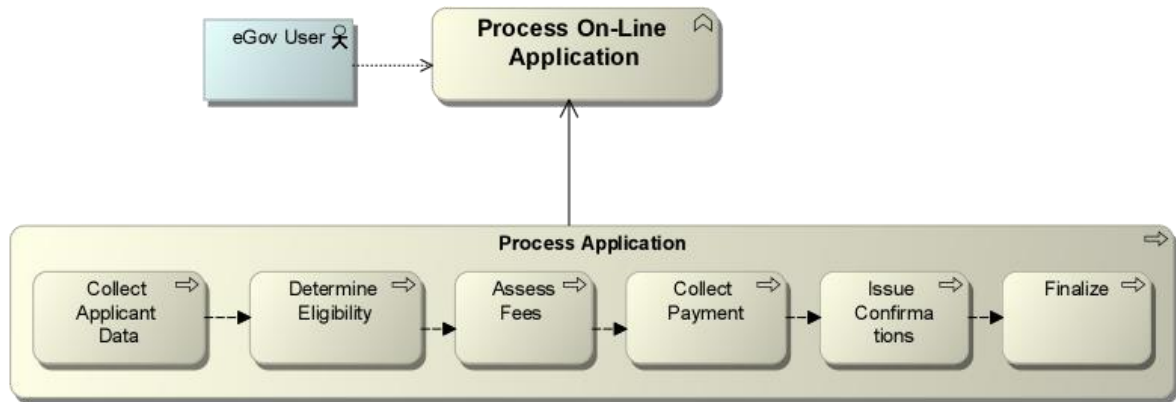 eGov User
Process On-Line
Application
Process Application
Collect
Applicant
Data
Determine
Eligibility
Assess
Fees
Collect
Payment
Issue
Confirma
tions
Finalize